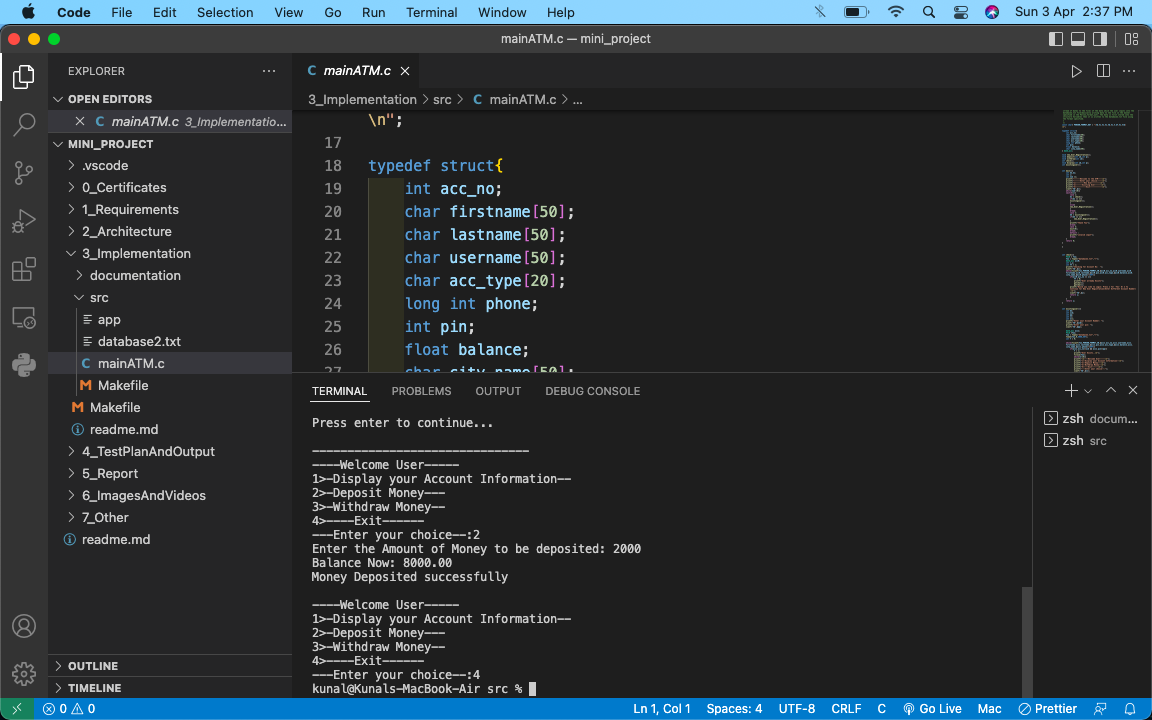 Code File Edit Selection View Go Run Terminal Window Help Sun 3 Apr 2:37 PM
mainATM.c — mini_project
EXPLORER
OPEN EDITORS
mainATM.c 3_Implementatio...
MINI_PROJECT
.vscode
0_Certificates
1_Requirements
2_Architecture
3_Implementation
documentation
src
app
database2.txt
C mainATM.c
M Makefile
M Makefile
readme.md
4_TestPlanAndOutput
5_Report
6_ImagesAndVideos
7_Other
readme.md
OUTLINE
TIMELINE
C mainATM.c
3_Implementation > src > C mainATM.c > ...
\n";
17
18 typedef struct{
19 int acc_no;
20 char firstname[50];
21 char lastname[50];
22 char username[50];
23 char acc_type[20];
24 long int phone;
25 int pin;
26 float balance;
27 char city_name[50];
TERMINAL PROBLEMS OUTPUT DEBUG CONSOLE
zsh docum...
zsh src
Press enter to continue...
-------------------------------
----Welcome User-----
1>-Display your Account Information--
2>-Deposit Money---
3>-Withdraw Money--
4>----Exit------
---Enter your choice--:2
Enter the Amount of Money to be deposited: 2000
Balance Now: 8000.00
Money Deposited successfully
----Welcome User-----
1>-Display your Account Information--
2>-Deposit Money---
3>-Withdraw Money--
4>----Exit------
---Enter your choice--:4
kunal@Kunals-MacBook-Air src %
0 0 Ln 1, Col 1 Spaces: 4 UTF-8 CRLF C Go Live Mac Prettier